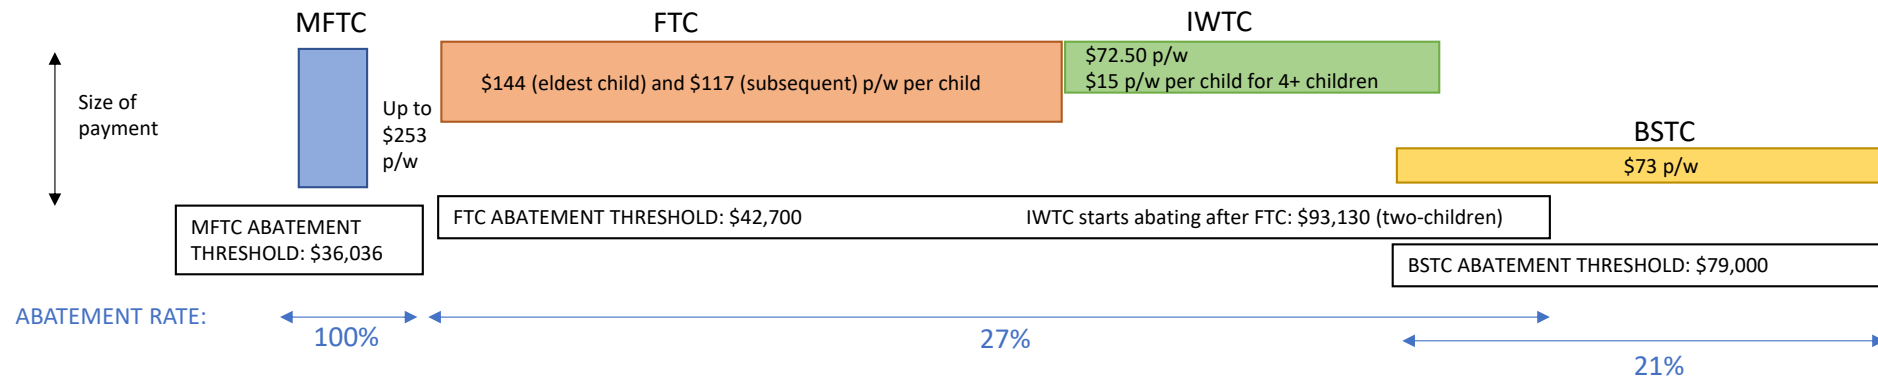 MFTC
FTC
IWTC
Size of
payment
Up to
$253
p/w
$144 (eldest child) and $117 (subsequent) p/w per child
$72.50 p/w
$15 p/w per child for 4+ children
BSTC
$73 p/w
MFTC ABATEMENT
THRESHOLD: $36,036
FTC ABATEMENT THRESHOLD: $42,700
IWTC starts abating after FTC: $93,130 (two-children)
BSTC ABATEMENT THRESHOLD: $79,000
ABATEMENT RATE:
100%
27%
21%